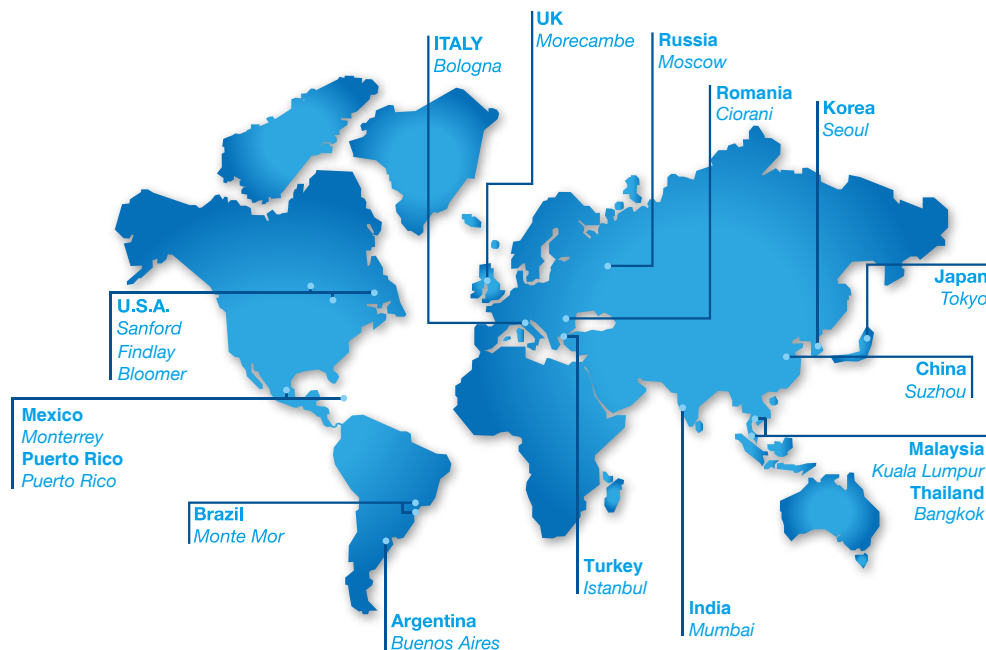 UK
Morecambe
ITALY
Bologna
Russia
Moscow
Romania
Ciorani
Korea
Seoul
Japan
Tokyo
U.S.A.
Sanford
Findlay
Bloomer
China
Suzhou
Mexico
Monterrey
Puerto Rico
Puerto Rico
Malaysia
Kuala Lumpur
Thailand
Bangkok
Brazil
Monte Mor
Turkey
Istanbul
India
Mumbai
Argentina
Buenos Aires